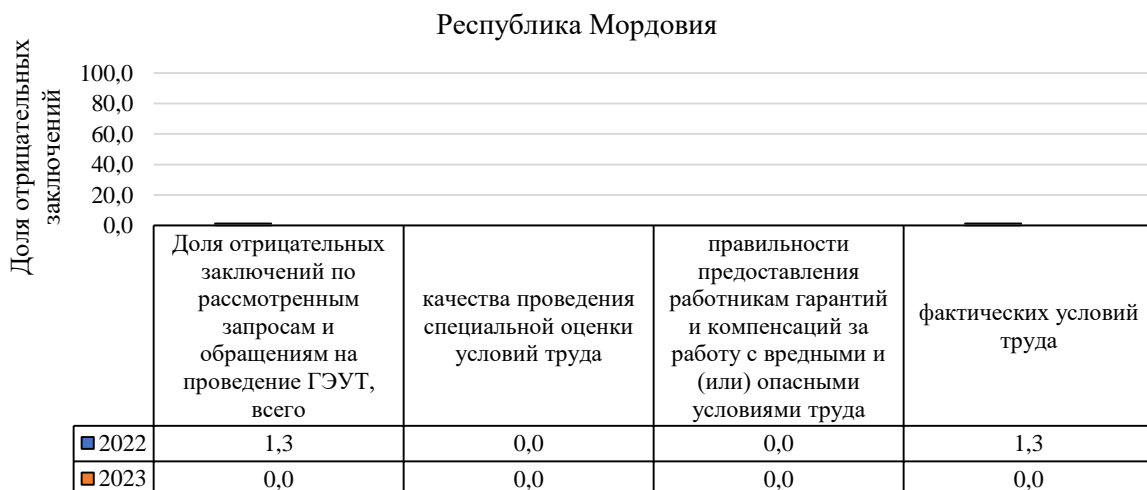 Республика Мордовия
Доля отрицательных
заключений
100,0
80,0
60,0
40,0
20,0
0,0
Доля отрицательных
заключений по
рассмотренным
запросам и
обращениям на
проведение ГЭУТ,
всего
качества проведения
специальной оценки
условий труда
правильности
предоставления
работникам гарантий
и компенсаций за
работу с вредными и
(или) опасными
условиями труда
фактических условий
труда
2022 1,3 0,0 0,0 1,3
2023 0,0 0,0 0,0 0,0